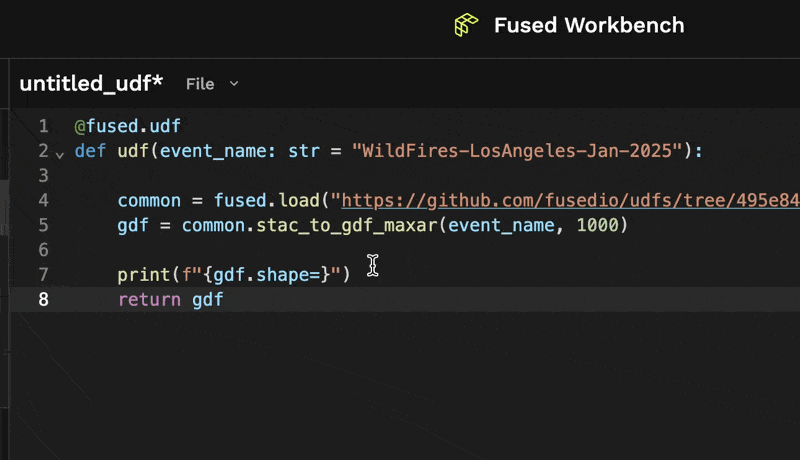 Fused Workbench
untitled_udf* File
1 @fused.udf
2 def udf(event_name: str = "WildFires-LosAngeles-Jan-2025"):
3
4 common = fused.load("https://github.com/fusedio/udfs/tree/495e84
5 gdf = common.stac_to_gdf_maxar(event_name, 1000)
6
7 print(f"{gdf.shape=}")
8 return gdf